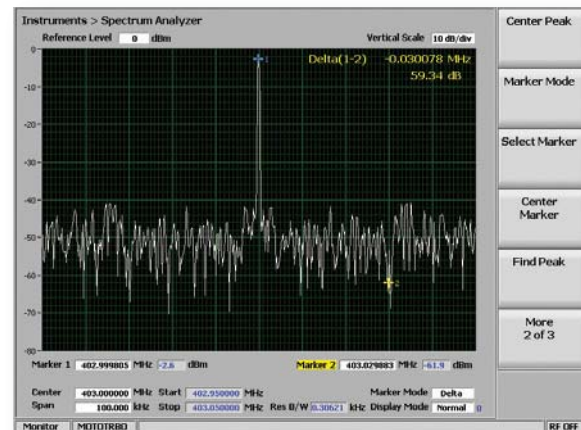 Instruments > Spectrum Analyzer
Reference Level 0 dBm Vertical Scale 10 dB/div
Delta(1-2) -0.030078 MHz
59.34 dB
1
2
0
-10
-20
-30
-40
-50
-60
-70
-80
Marker 1 402.999805 MHz -2.6 dBm Marker 2 403.029883 MHz -61.9 dBm
Center 403.000000 MHz Start 402.950000 MHz Marker Mode Delta
Span 100.000 kHz Stop 403.050000 MHz Res B/W 0.30621 kHz Display Mode Normal 0
Monitor MOTOTRBO RF OFF
Center Peak
Marker Mode
Select Marker
Center
Marker
Find Peak
More
2 of 3